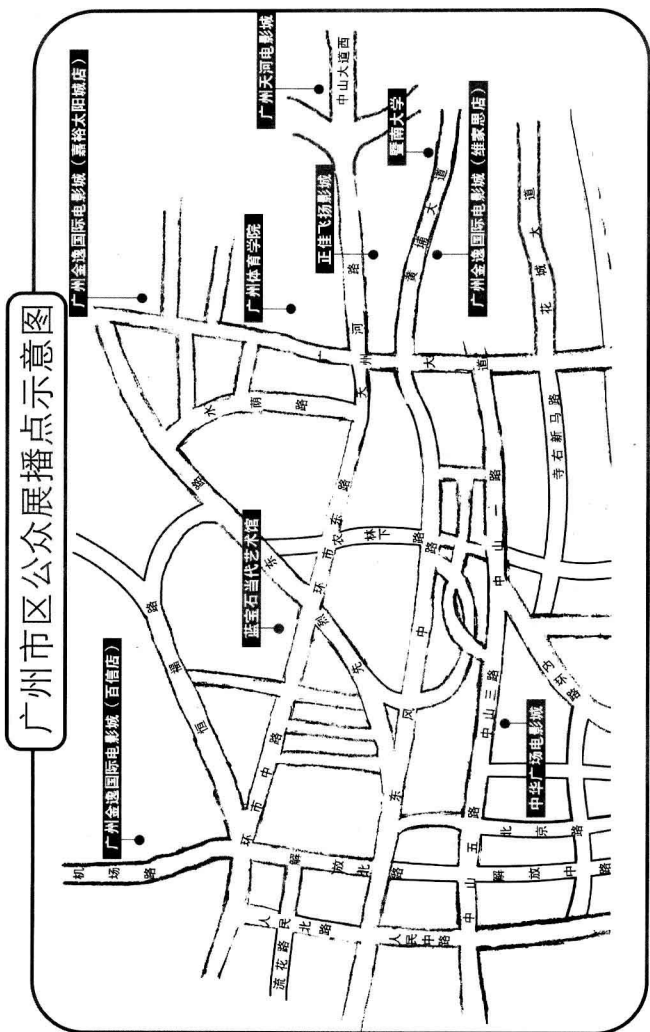 广州市区公众展播点示意图
广州金逸国际电影城（百信店）
广州金逸国际电影城（嘉裕太阳城店）
蓝宝石当代艺术馆
广州体育学院
广州天河电影城
正佳飞扬影城
暨南大学
广州金逸国际电影城（维家思店）
中华广场电影城
机场路
恒福路
环市中路
环市东路
先烈东路
水荫路
农林下路
天河路
中山大道西
黄埔大道
广州大道
花城大道
寺右新马路
中山一路
中山三路
中山五路
东风中路
内环路
北京路
解放北路
解放中路
人民北路
人民中路
流花路